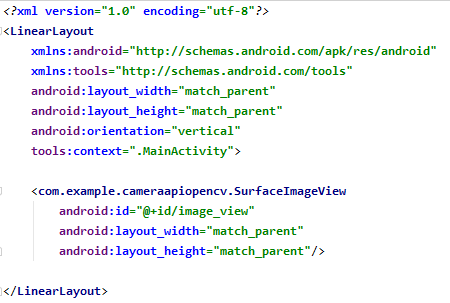 <?xml version="1.0" encoding="utf-8"?>
<LinearLayout
xmlns:android="http://schemas.android.com/apk/res/android"
xmlns:tools="http://schemas.android.com/tools"
android:layout_width="match_parent"
android:layout_height="match_parent"
android:orientation="vertical"
tools:context=".MainActivity">
<com.example.cameraapiopencv.SurfaceImageView
android:id="@+id/image_view"
android:layout_width="match_parent"
android:layout_height="match_parent"/>
</LinearLayout>